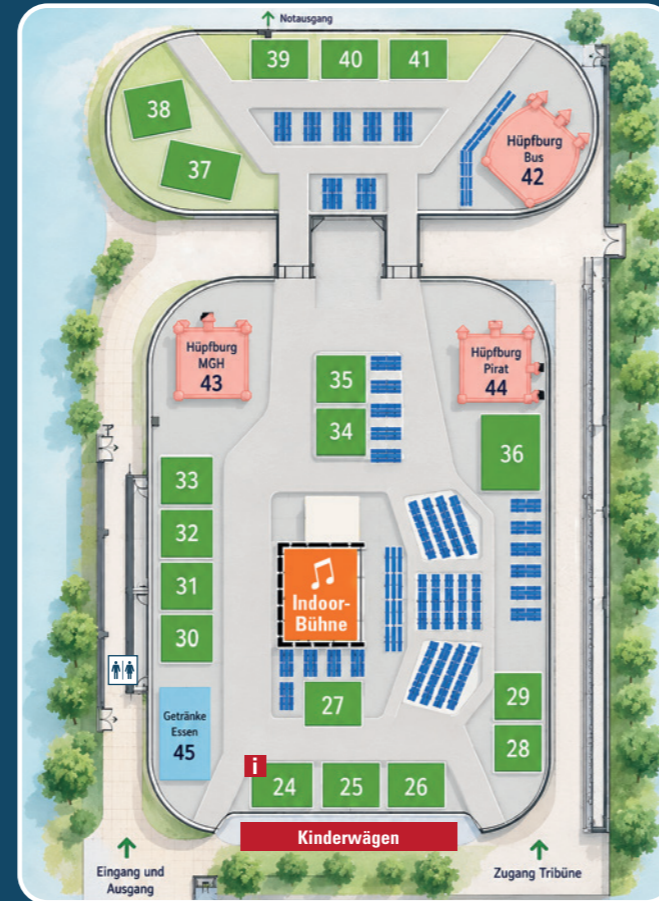 Notausgang
39
40
41
38
37
Hüpfburg
Bus
42
Hüpfburg
MGH
43
Hüpfburg
Pirat
44
35
34
36
33
32
31
30
Indoor-
Bühne
Getränke
Essen
45
27
29
28
i
24
25
26
Kinderwägen
Eingang und
Ausgang
Zugang Tribüne